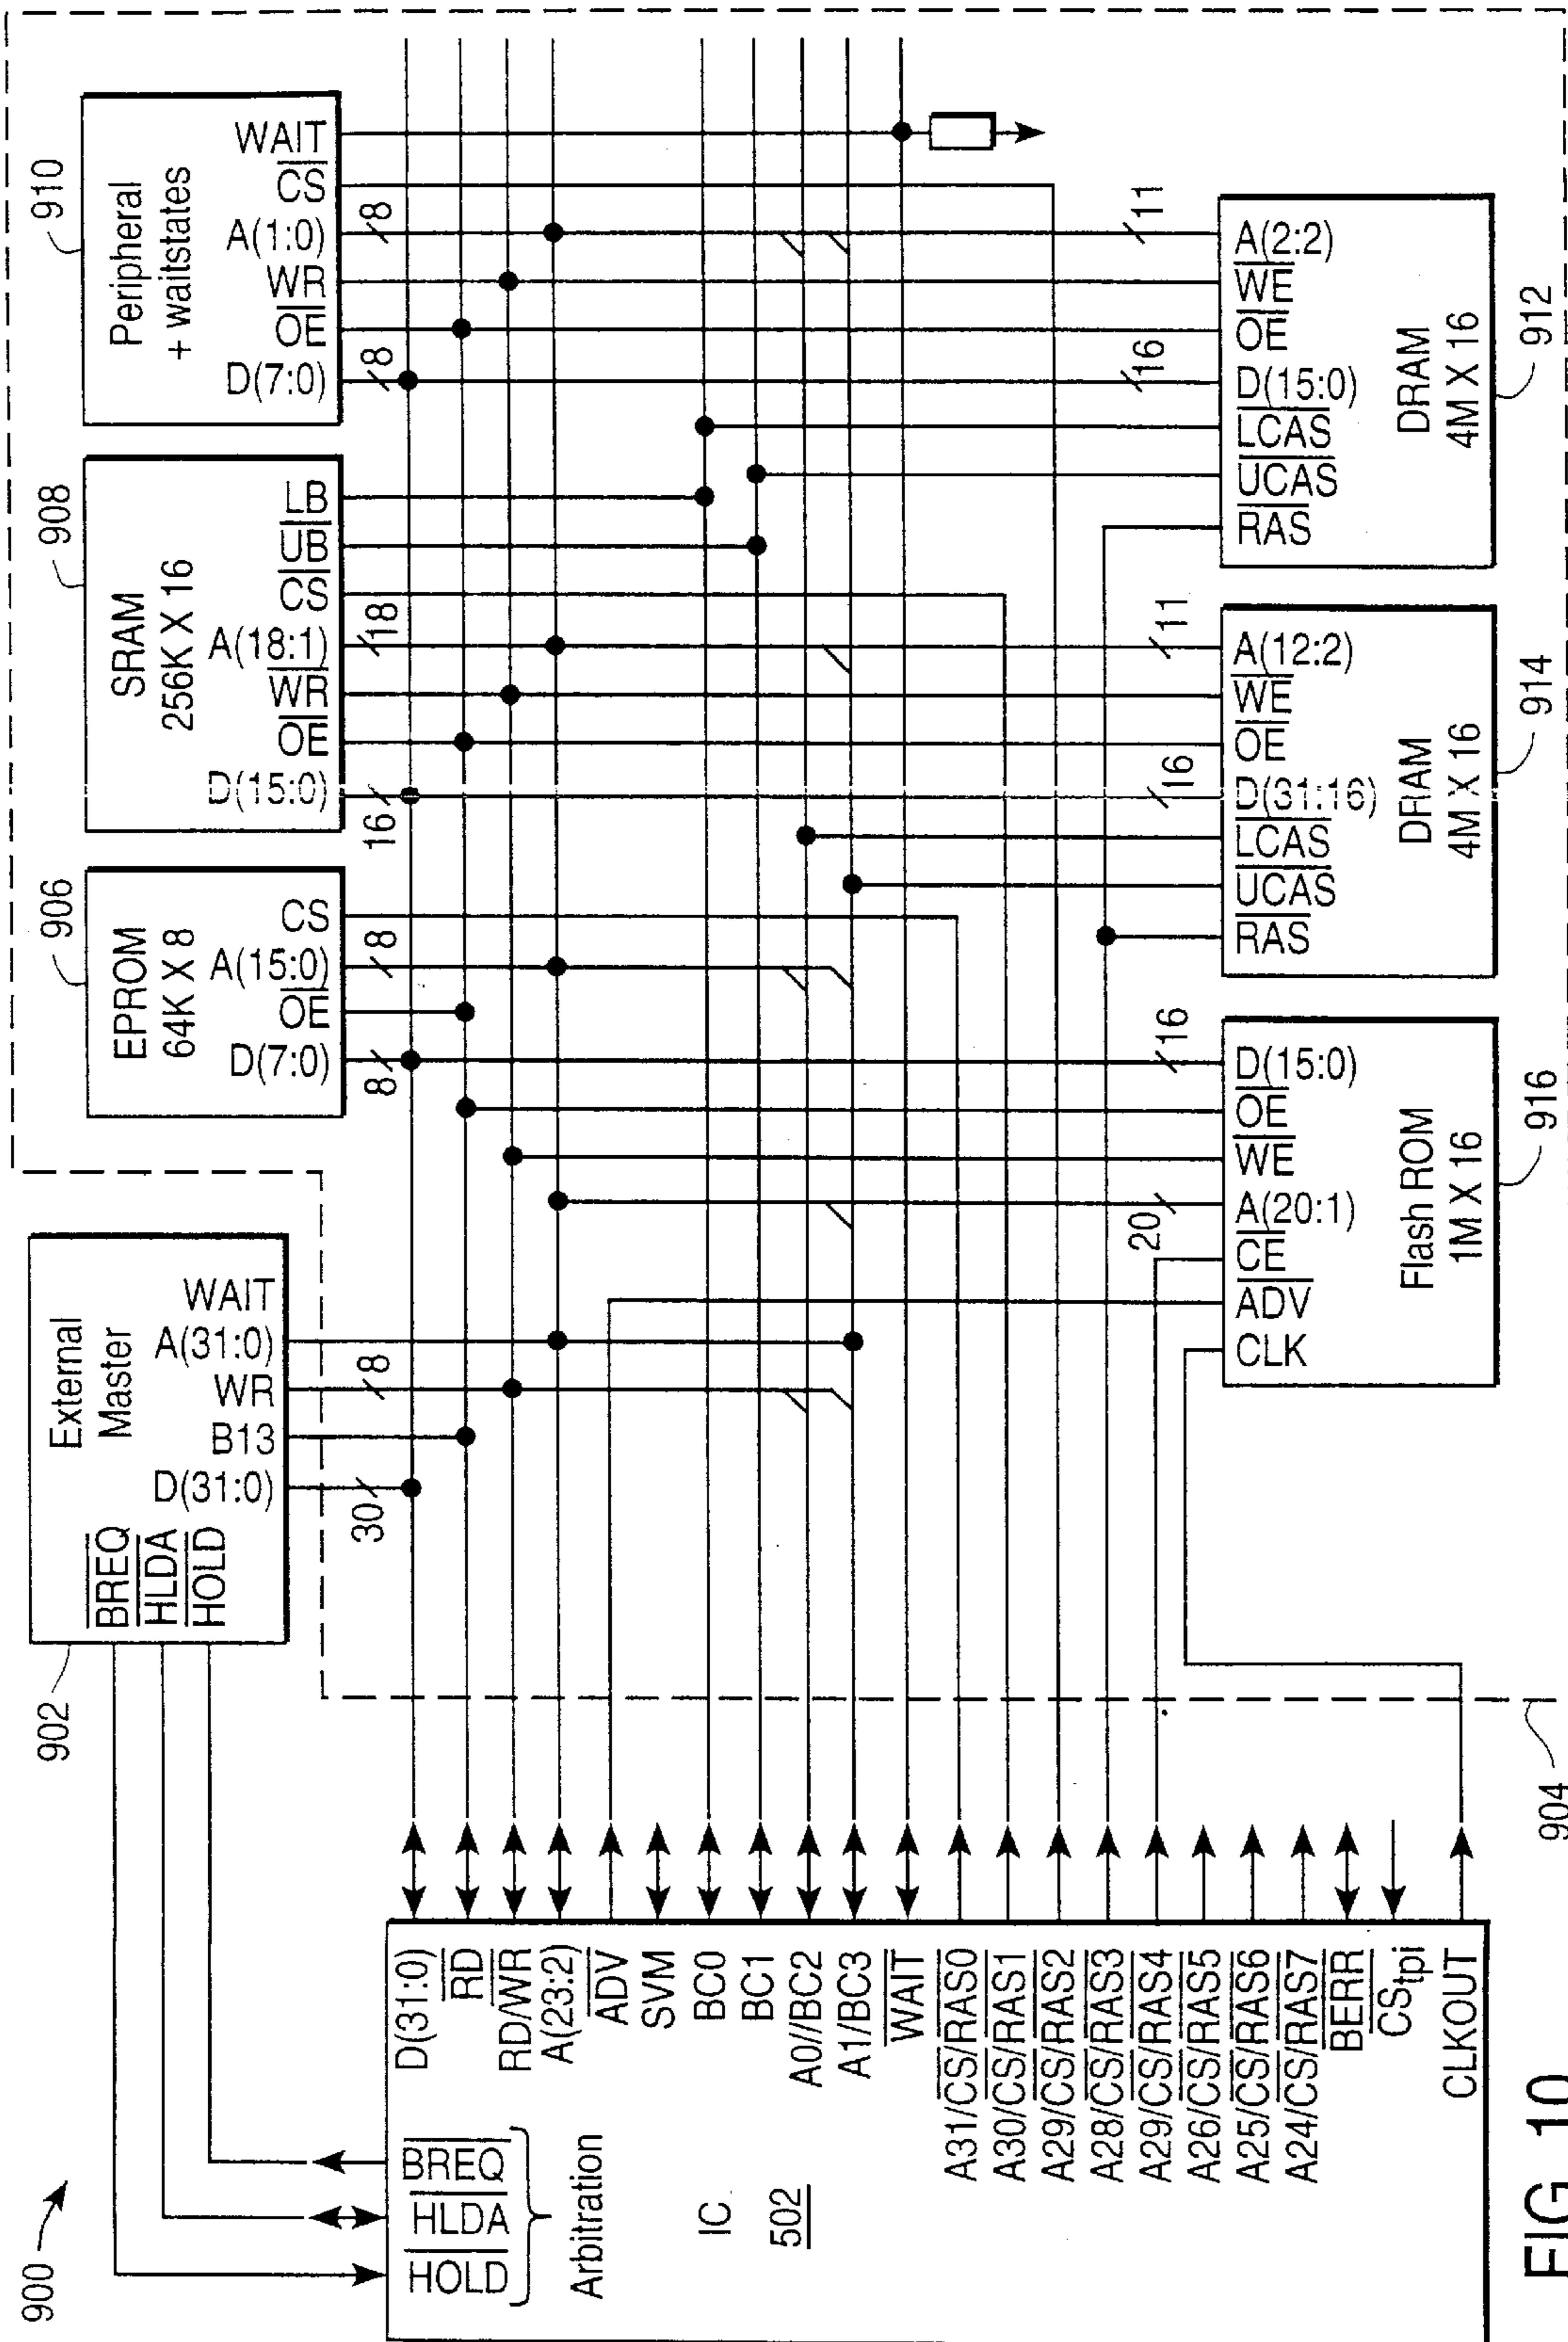 900
902
External
Master
BREQ
HLDA
HOLD
D(31:0)
B13
WR
A(31:0)
WAIT
30
8
906
EPROM
64K X 8
D(7:0)
OE
A(15:0)
CS
8
8
908
SRAM
256K X 16
D(15:0)
OE
WR
A(18:1)
CS
UB
LB
16
18
910
Peripheral
+ waitstates
D(7:0)
OE
WR
A(1:0)
CS
WAIT
8
8
HOLD
HLDA
BREQ
Arbitration
IC
502
D(31:0)
RD
RD/WR
A(23:2)
ADV
SVM
BC0
BC1
A0//BC2
A1/BC3
WAIT
A31/CS/RAS0
A30/CS/RAS1
A29/CS/RAS2
A28/CS/RAS3
A29/CS/RAS4
A26/CS/RAS5
A25/CS/RAS6
A24/CS/RAS7
BERR
CStpi
CLKOUT
904
CLK
ADV
CE
A(20:1)
WE
OE
D(15:0)
20
16
Flash ROM
1M X 16
916
RAS
UCAS
LCAS
D(31:16)
OE
WE
A(12:2)
16
11
DRAM
4M X 16
914
RAS
UCAS
LCAS
D(15:0)
OE
WE
A(2:2)
16
11
DRAM
4M X 16
912
FIG 10